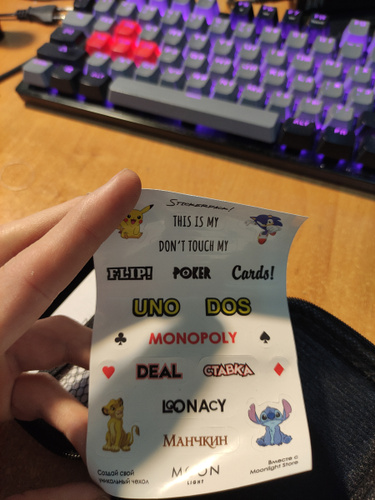 Stickerpack!
THIS IS MY
DON'T TOUCH MY
FLIP! POKER Cards!
UNO DOS
MONOPOLY
DEAL СТАВКА
LOONACY
Манчкин
Создай свой
уникальный чехол
MOON
LIGHT
Вместе с
Moonlight Store